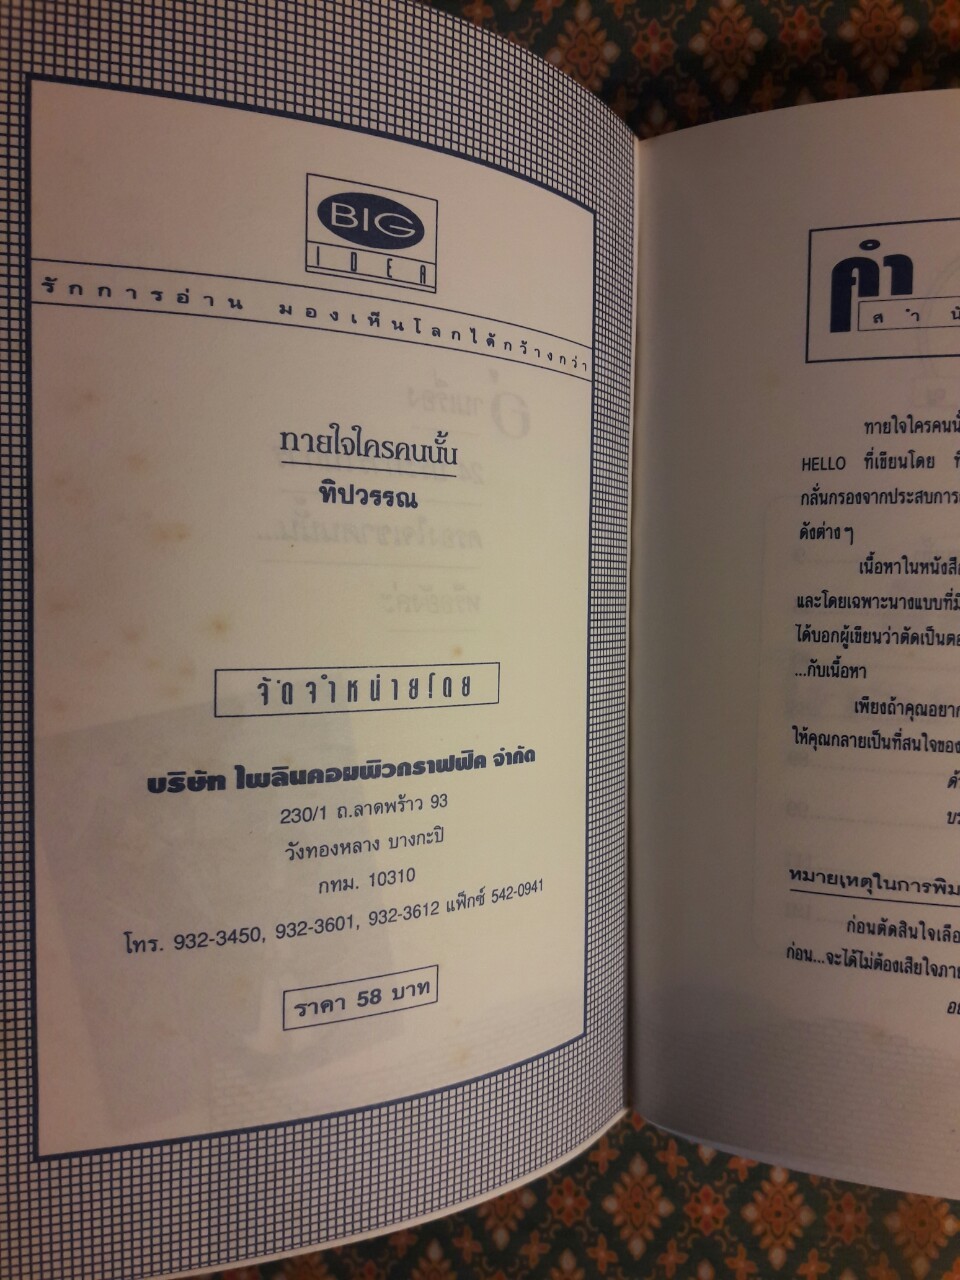 BIG
IDEA
รักการอ่าน มองเห็นโลกได้กว้างกว่า
ทายใจใครคนนั้น
ทิปวรรณ
จัดจำหน่ายโดย
บริษัท ไพลินคอมพิวกราฟฟิค จำกัด
230/1 ถ.ลาดพร้าว 93
วังทองหลาง บางกะปิ
กทม. 10310
โทร. 932-3450, 932-3601, 932-3612 แฟ็กซ์ 542-0941
ราคา 58 บาท
คำ
สำนั
ทายใจใครคนนั้
HELLO ที่เขียนโดย ที
กลั่นกรองจากประสบการ
ดังต่างๆ
เนื้อหาในหนังสือ
และโดยเฉพาะนางแบบที่มี
ได้บอกผู้เขียนว่าตัดเป็นตอ
...กับเนื้อหา
เพียงถ้าคุณอยาก
ให้คุณกลายเป็นที่สนใจของ
ด้
บร
หมายเหตุในการพิม
ก่อนตัดสินใจเลือ
ก่อน...จะได้ไม่ต้องเสียใจภาย